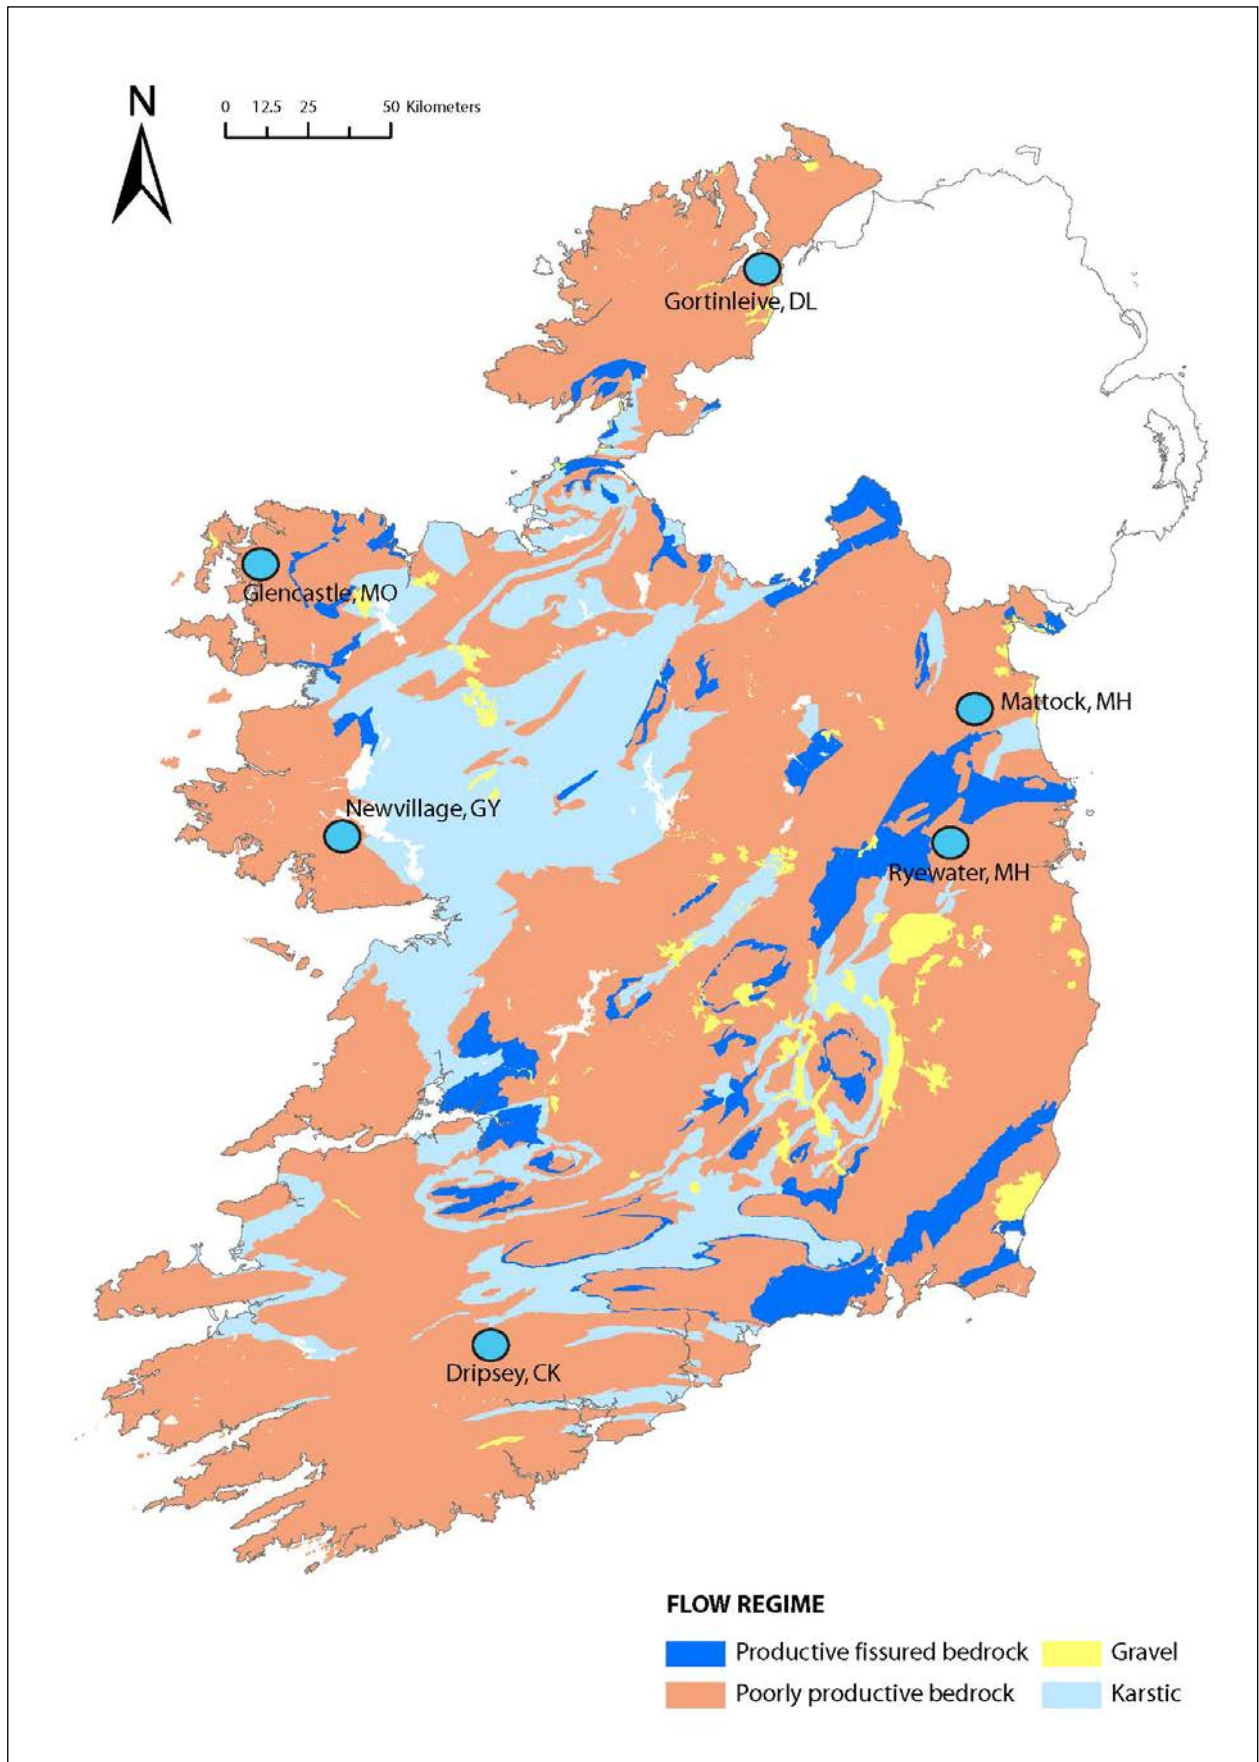 N
0 12.5 25 50 Kilometers
Gortinleive, DL
Glencastle, MO
Mattock, MH
Newvillage, GY
Ryewater, MH
Dripsey, CK
FLOW REGIME
Productive fissured bedrock
Gravel
Poorly productive bedrock
Karstic